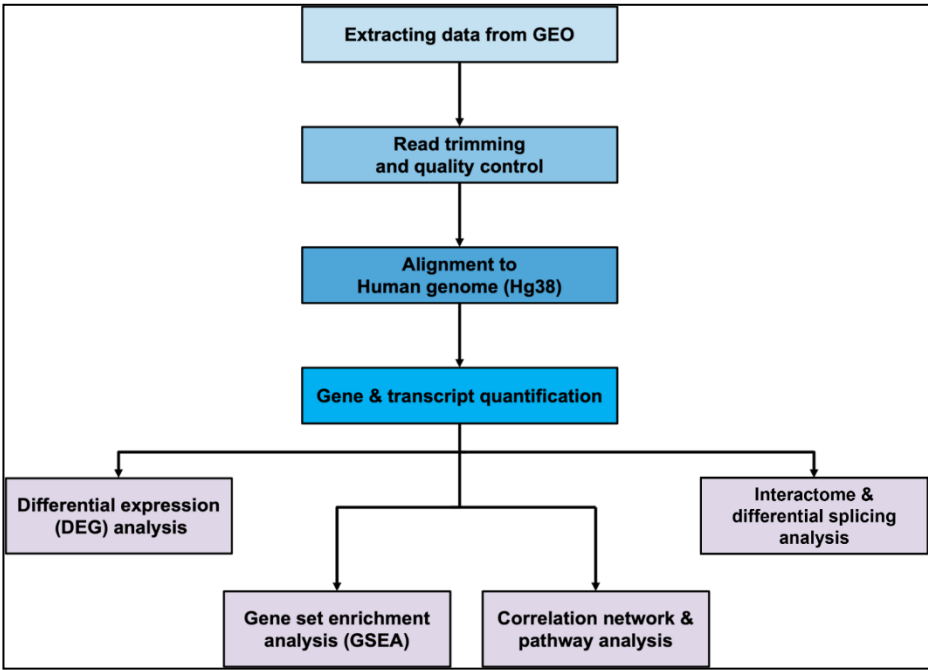 Extracting data from GEO
Read trimming
and quality control
Alignment to
Human genome (Hg38)
Gene & transcript quantification
Differential expression
(DEG) analysis
Interactome &
differential splicing
analysis
Gene set enrichment
analysis (GSEA)
Correlation network &
pathway analysis